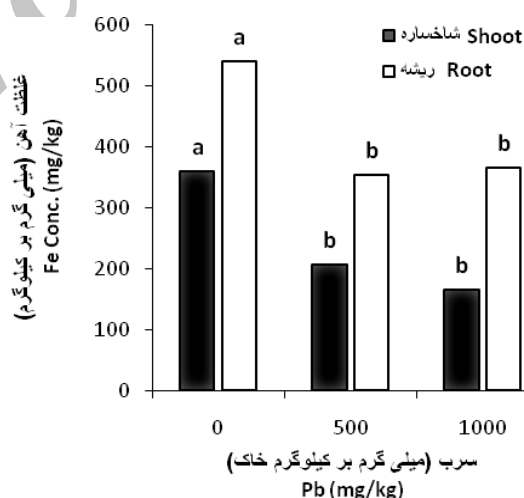 شاخساره Shoot
ریشه Root
غلظت آهن (میلی گرم بر کیلوگرم)
Fe Conc. (mg/kg)
600
500
400
300
200
100
0
a
a
b
b
b
b
0 500 1000
سرب (میلی گرم بر کیلوگرم خاک)
Pb (mg/kg)